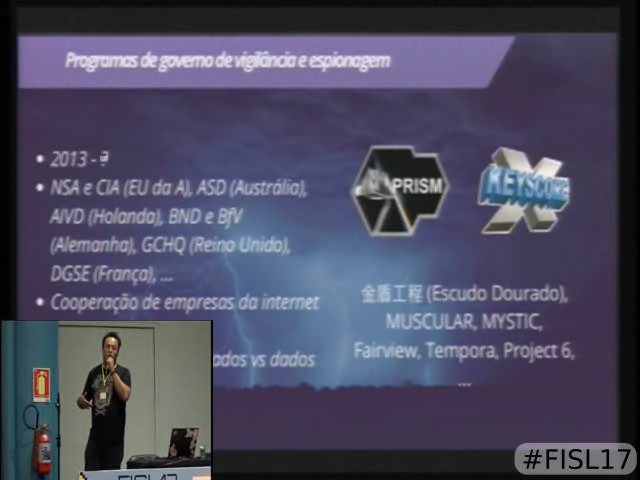 Programas de governo de vigilância e espionagem
• 2013 - ?
• NSA e CIA (EU da A), ASD (Austrália),
AIVD (Holanda), BND e BfV
(Alemanha), GCHQ (Reino Unido),
DGSE (França), ...
• Cooperação de empresas da internet
ados vs dados
PRISM
X
KEYSCORE
金盾工程 (Escudo Dourado),
MUSCULAR, MYSTIC,
Fairview, Tempora, Project 6,
...
FISL17
#FISL17